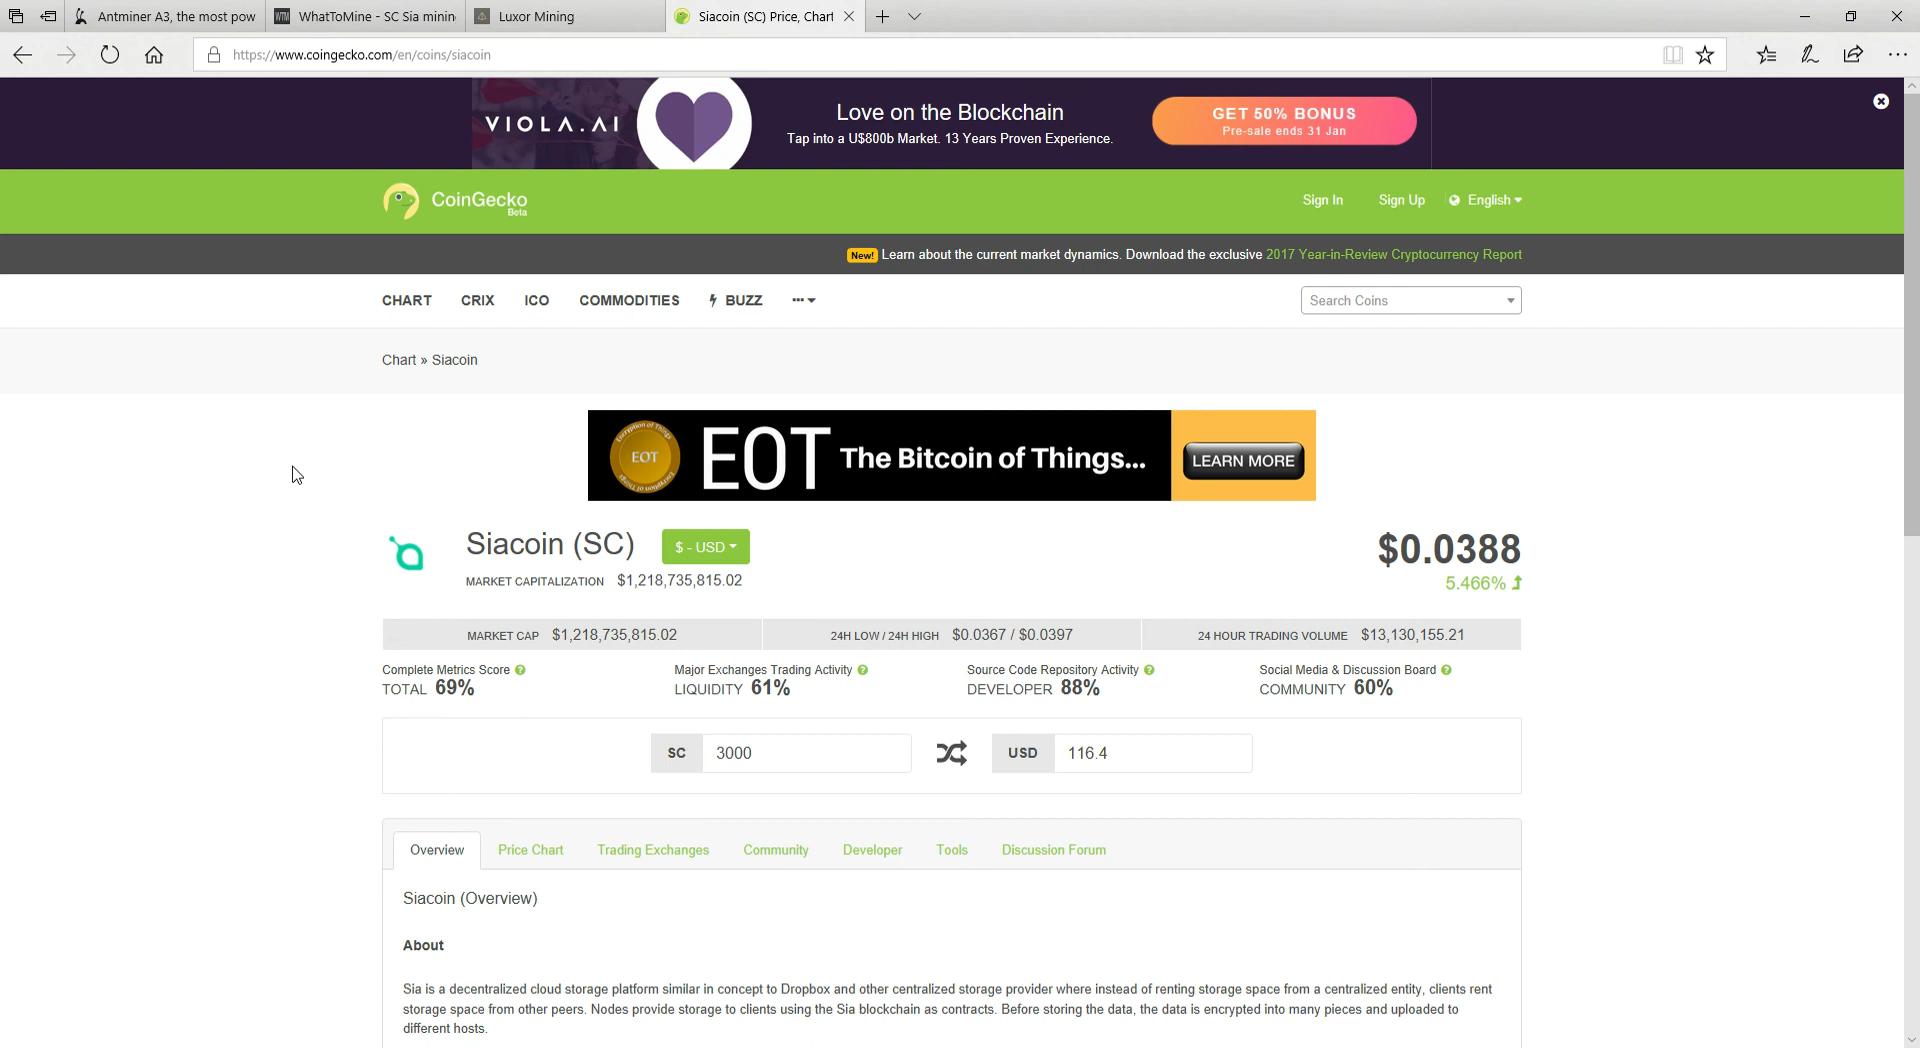 Antminer A3, the most pow
WhatToMine - SC Sia minin
Luxor Mining
Siacoin (SC) Price, Chart
https://www.coingecko.com/en/coins/siacoin
VIOLA.AI
Love on the Blockchain
Tap into a U$800b Market. 13 Years Proven Experience.
GET 50% BONUS
Pre-sale ends 31 Jan
CoinGecko
Beta
Sign In
Sign Up
English
New! Learn about the current market dynamics. Download the exclusive 2017 Year-in-Review Cryptocurrency Report
CHART
CRIX
ICO
COMMODITIES
BUZZ
Search Coins
Chart » Siacoin
Encryption of Things
EOT
Encryption of Things
EOT
The Bitcoin of Things...
LEARN MORE
Siacoin (SC)
$ - USD
$0.0388
MARKET CAPITALIZATION $1,218,735,815.02
5.466%
MARKET CAP $1,218,735,815.02
24H LOW / 24H HIGH $0.0367 / $0.0397
24 HOUR TRADING VOLUME $13,130,155.21
Complete Metrics Score
TOTAL 69%
Major Exchanges Trading Activity
LIQUIDITY 61%
Source Code Repository Activity
DEVELOPER 88%
Social Media & Discussion Board
COMMUNITY 60%
SC 3000
USD 116.4
Overview
Price Chart
Trading Exchanges
Community
Developer
Tools
Discussion Forum
Siacoin (Overview)
About
Sia is a decentralized cloud storage platform similar in concept to Dropbox and other centralized storage provider where instead of renting storage space from a centralized entity, clients rent
storage space from other peers. Nodes provide storage to clients using the Sia blockchain as contracts. Before storing the data, the data is encrypted into many pieces and uploaded to
different hosts.